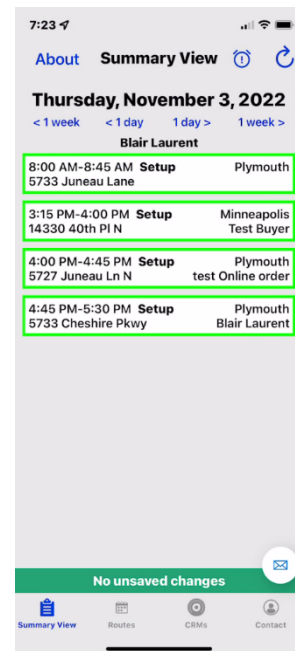 7:23
About Summary View
Thursday, November 3, 2022
< 1 week < 1 day 1 day > 1 week >
Blair Laurent
8:00 AM-8:45 AM Setup Plymouth
5733 Juneau Lane
3:15 PM-4:00 PM Setup Minneapolis
14330 40th Pl N Test Buyer
4:00 PM-4:45 PM Setup Plymouth
5727 Juneau Ln N test Online order
4:45 PM-5:30 PM Setup Plymouth
5733 Cheshire Pkwy Blair Laurent
No unsaved changes
Summary View Routes CRMs Contact